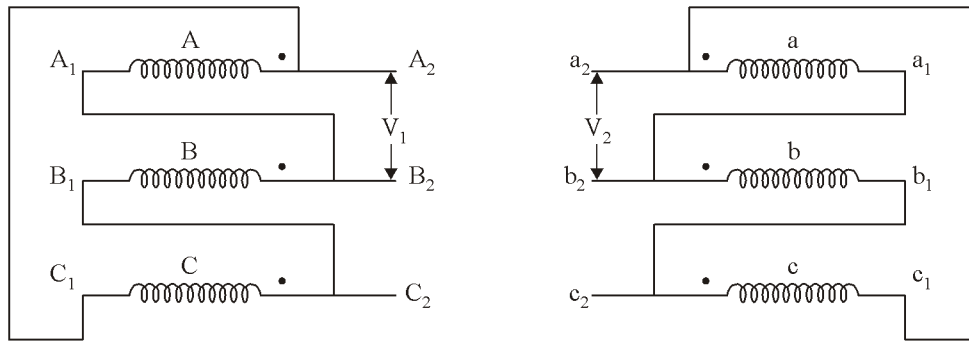 A a
A₁ A₂ a₂ a₁
V₁ V₂
B b
B₁ B₂ b₂ b₁
C c
C₁ C₂ c₂ c₁